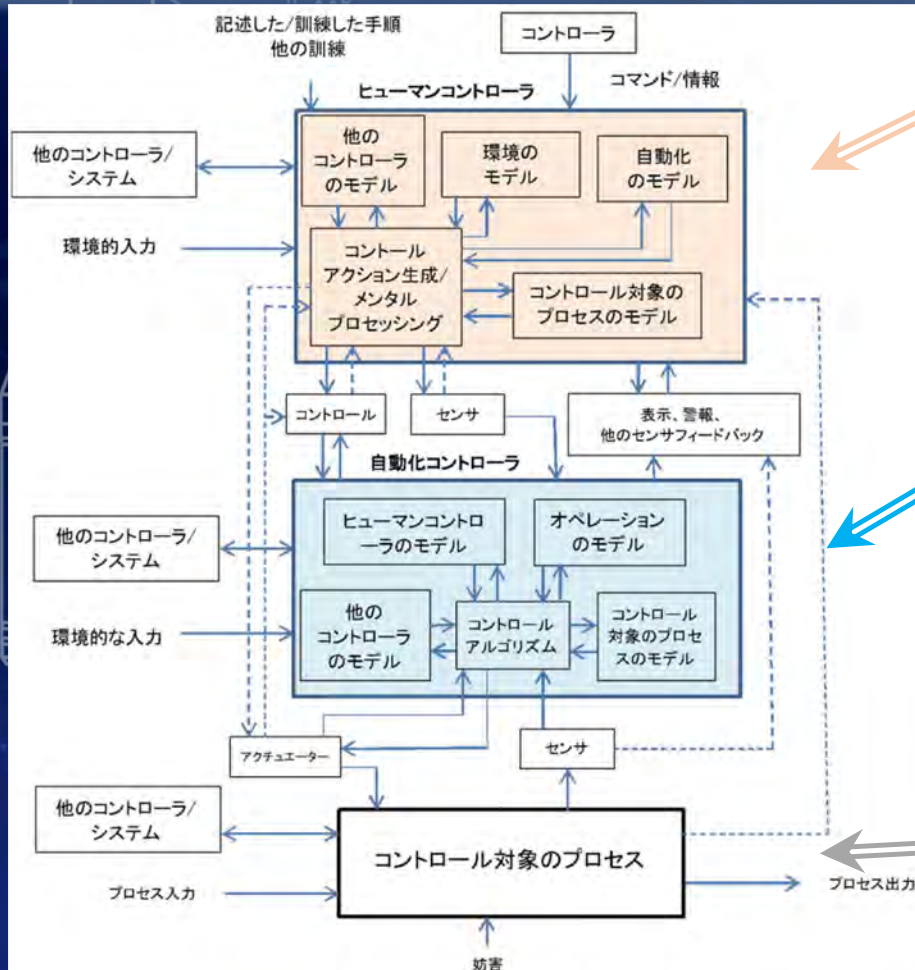 記述した/訓練した手順
他の訓練
コントローラ
コマンド/情報
ヒューマンコントローラ
他のコントローラ/
システム
他の
コントローラ
のモデル
環境の
モデル
自動化
のモデル
環境的入力
コントール
アクション生成/
メンタル
プロセッシング
コントロール対象の
プロセスのモデル
コントロール
センサ
表示、警報、
他のセンサフィードバック
自動化コントローラ
他のコントローラ/
システム
ヒューマンコントロ
ーラのモデル
オペレーション
のモデル
環境的な入力
他の
コントローラ
のモデル
コントロール
アルゴリズム
コントロール
対象のプロセ
スのモデル
アクチュエーター
センサ
他のコントローラ/
システム
コントロール対象のプロセス
プロセス入力
プロセス出力
妨害